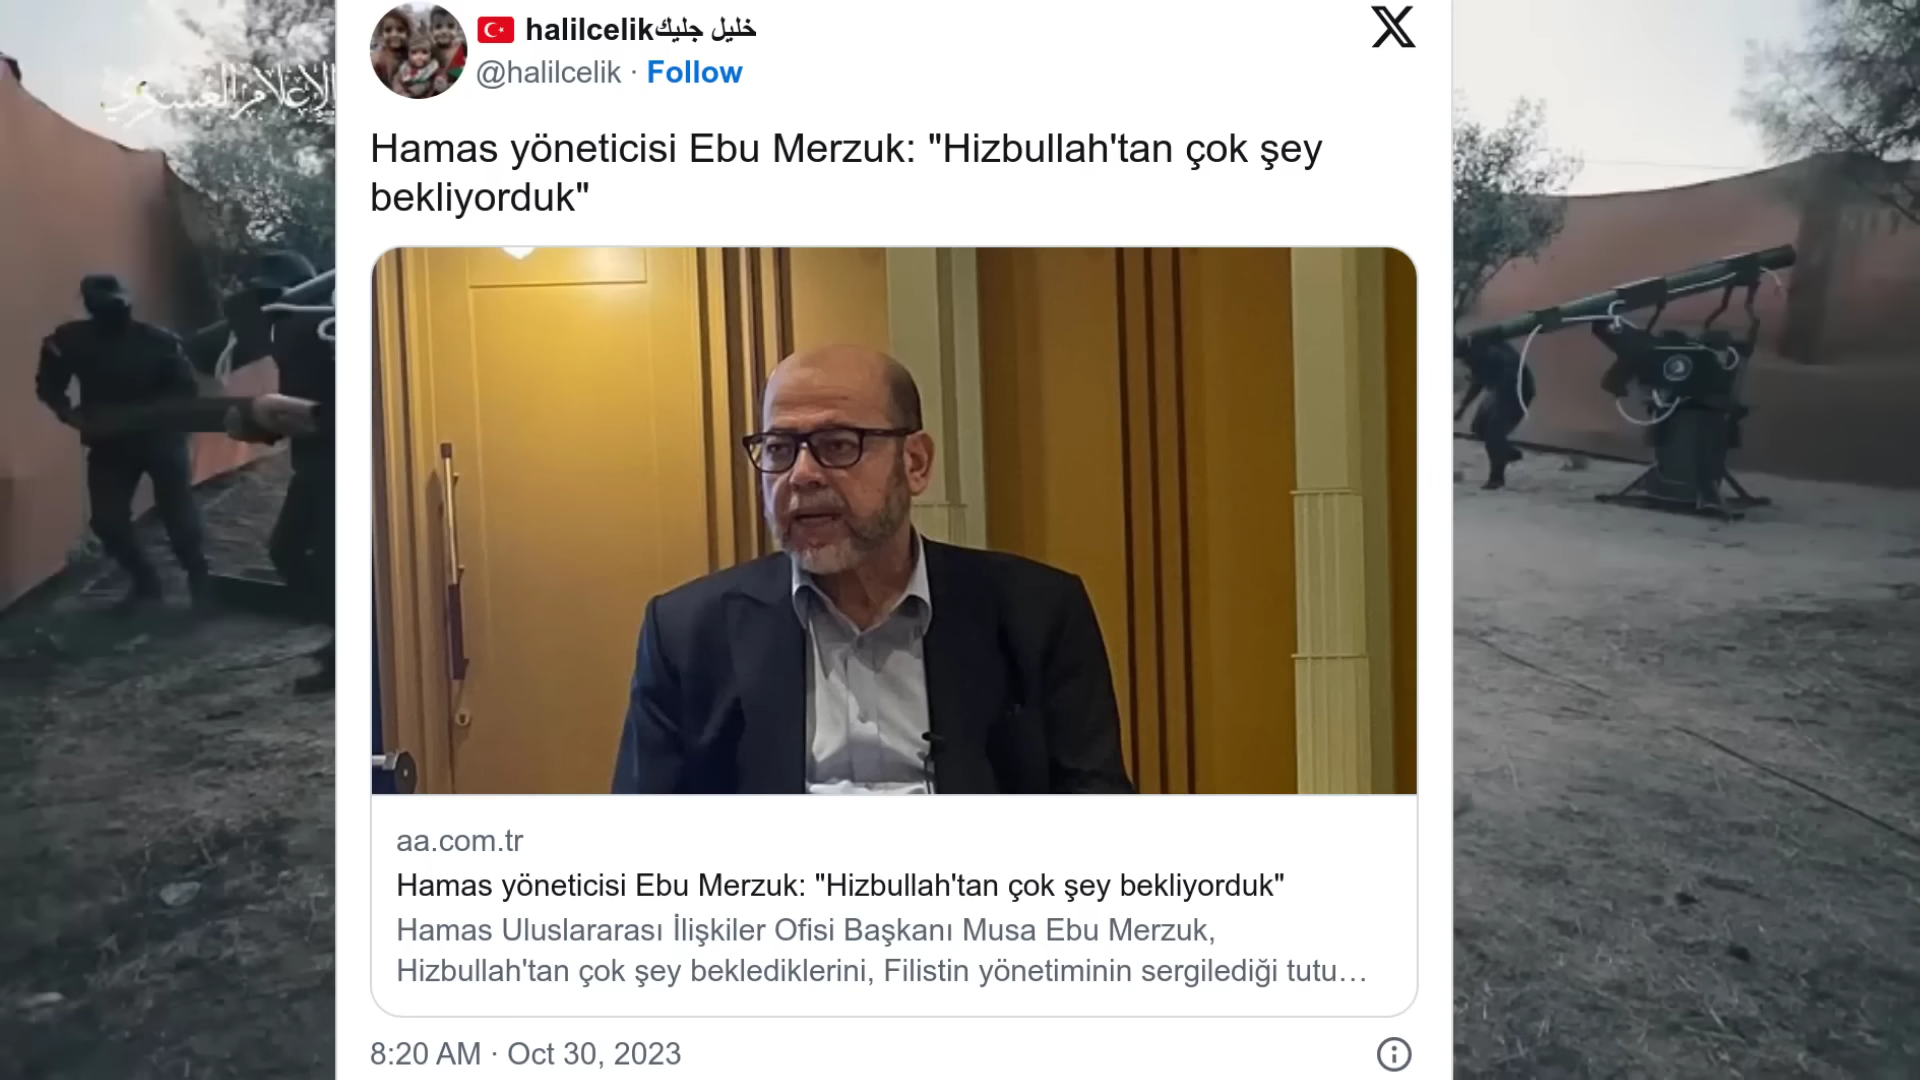 halilcelikخليل جليك
@halilcelik · Follow
Hamas yöneticisi Ebu Merzuk: "Hizbullah'tan çok şey
bekliyorduk"
الإعلام العسكري
aa.com.tr
Hamas yöneticisi Ebu Merzuk: "Hizbullah'tan çok şey bekliyorduk"
Hamas Uluslararası İlişkiler Ofisi Başkanı Musa Ebu Merzuk,
Hizbullah'tan çok şey beklediklerini, Filistin yönetiminin sergilediği tutu…
8:20 AM · Oct 30, 2023